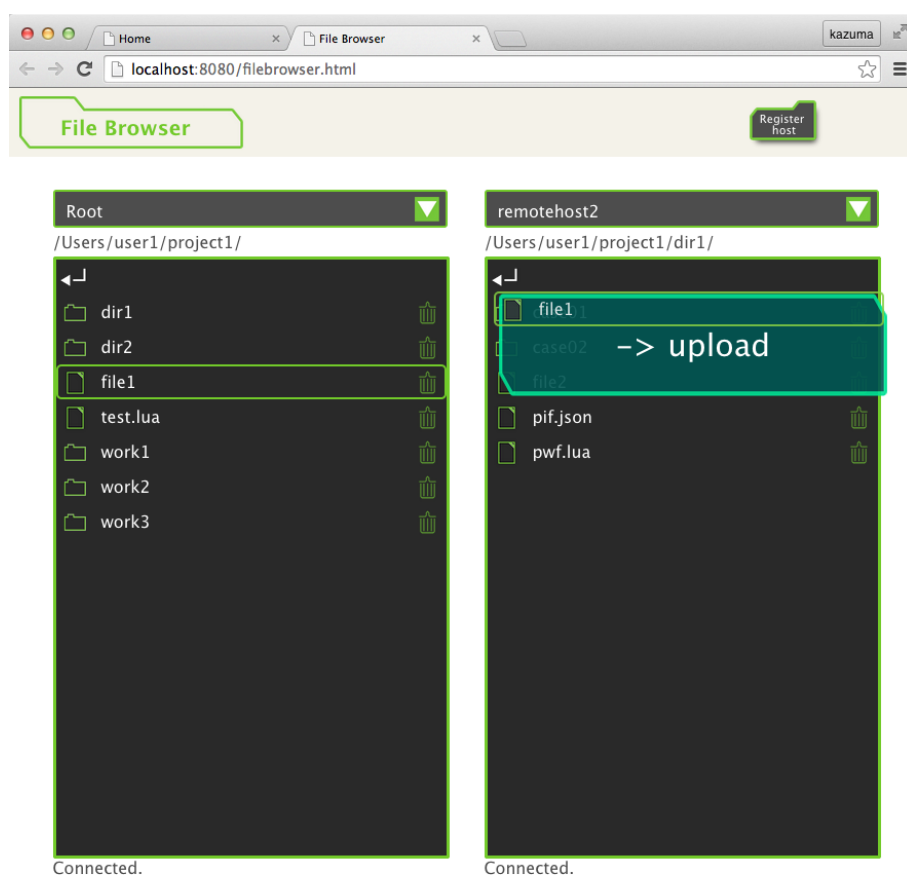 Home
File Browser
kazuma
localhost:8080/filebrowser.html
File Browser
Register
host
Root
/Users/user1/project1/
dir1
dir2
file1
test.lua
work1
work2
work3
Connected.
remotehost2
/Users/user1/project1/dir1/
file1
case02
-> upload
file2
pif.json
pwf.lua
Connected.